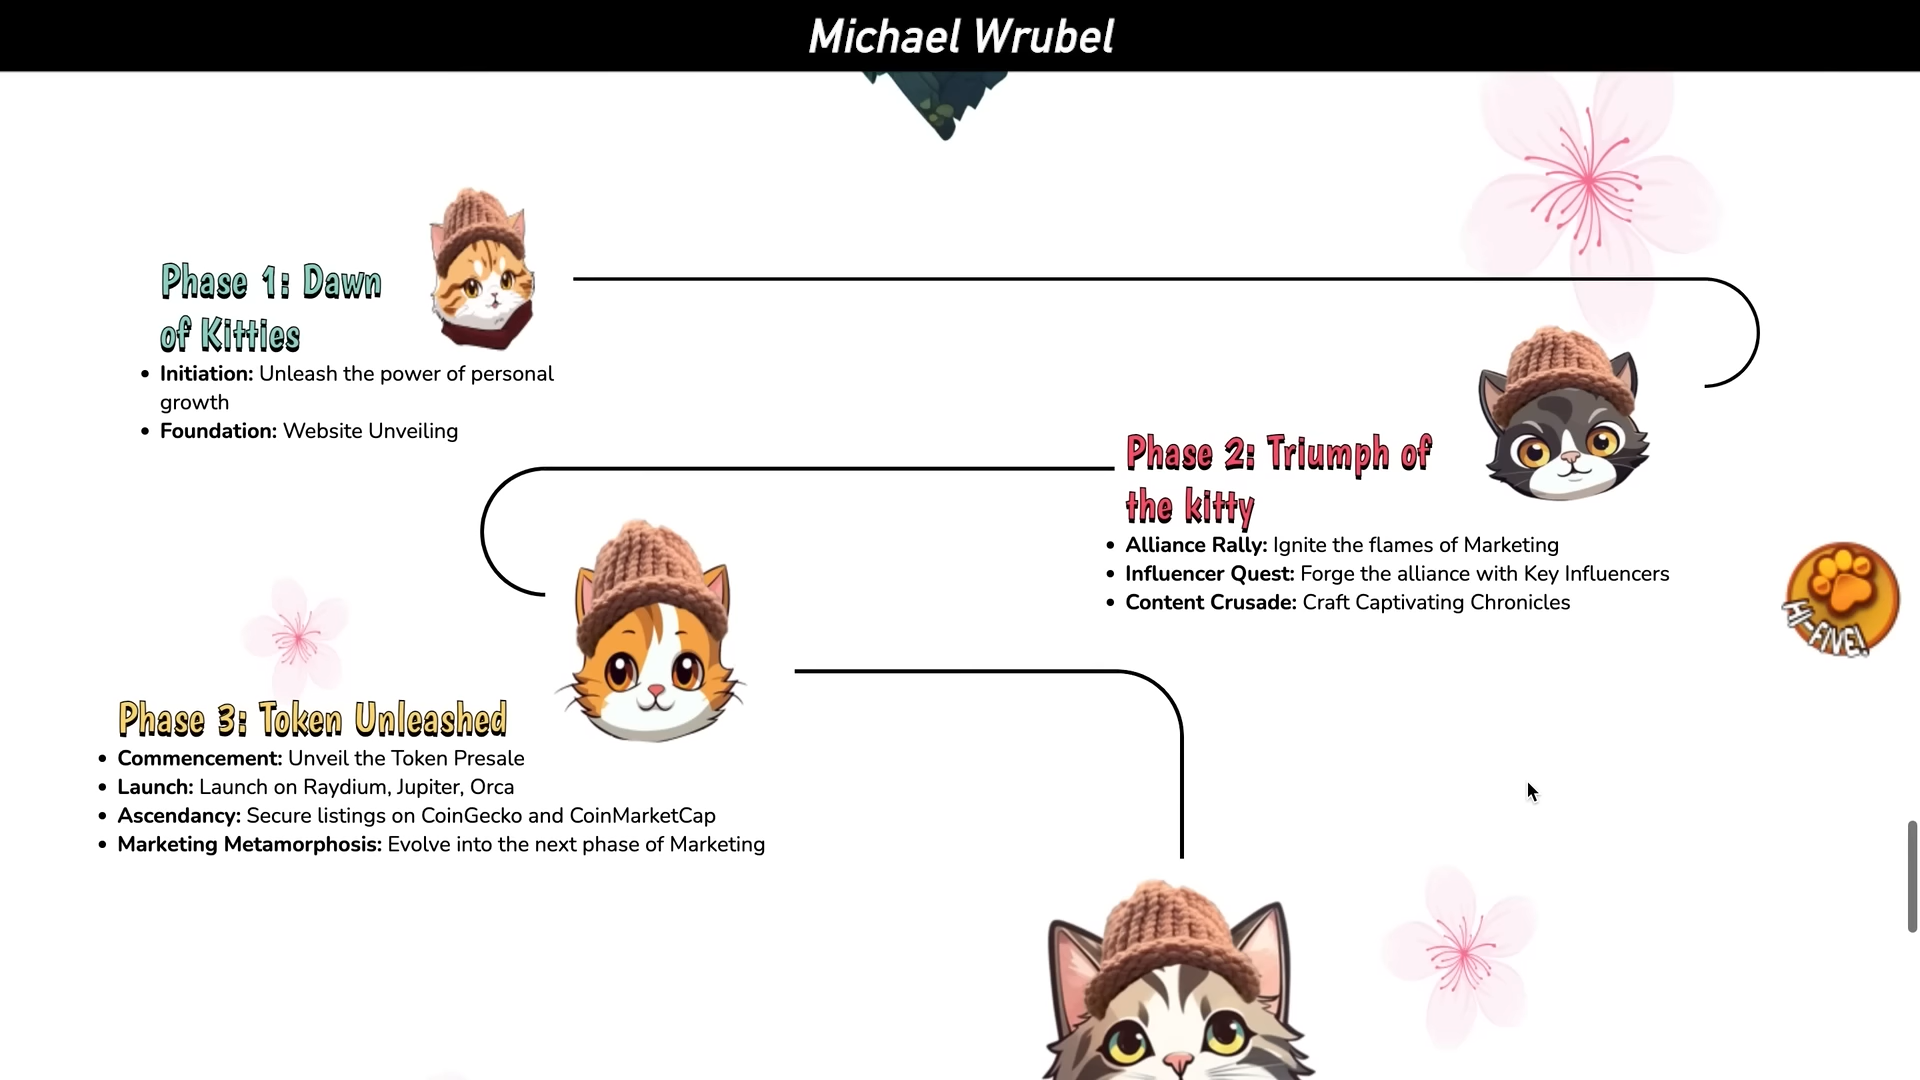 Michael Wrubel
Phase 1: Dawn
of Kitties
Initiation: Unleash the power of personal
growth
Foundation: Website Unveiling
Phase 2: Triumph of
the kitty
Alliance Rally: Ignite the flames of Marketing
Influencer Quest: Forge the alliance with Key Influencers
Content Crusade: Craft Captivating Chronicles
HI-FIVE!
Phase 3: Token Unleashed
Commencement: Unveil the Token Presale
Launch: Launch on Raydium, Jupiter, Orca
Ascendancy: Secure listings on CoinGecko and CoinMarketCap
Marketing Metamorphosis: Evolve into the next phase of Marketing